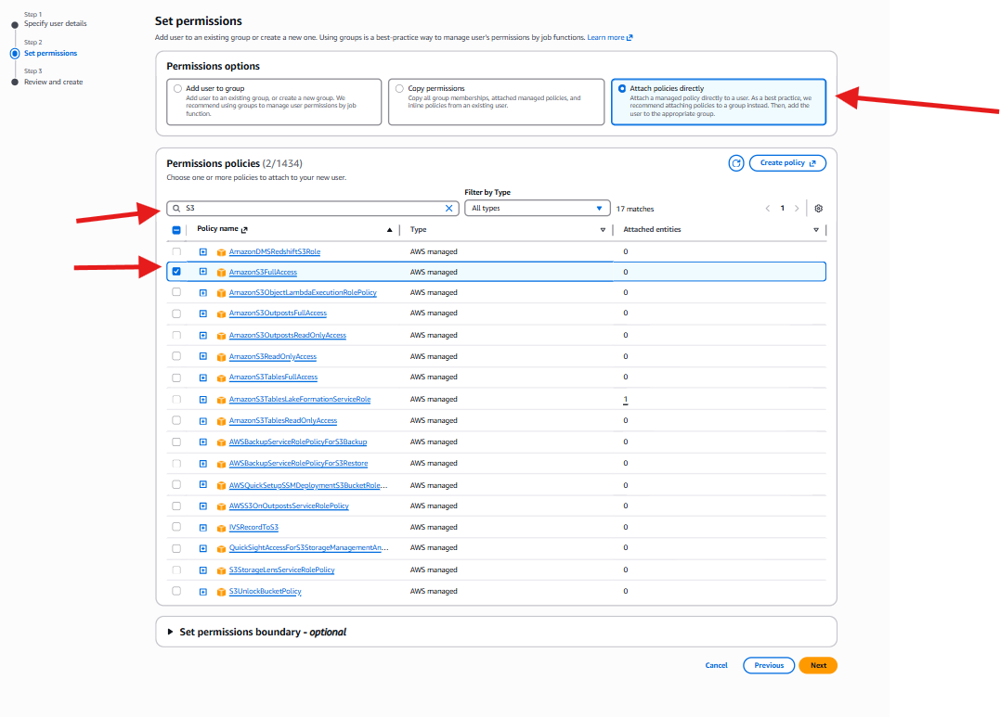 Step 1
Specify user details
Step 2
Set permissions
Step 3
Review and create
Set permissions
Add user to an existing group or create a new one. Using groups is a best-practice way to manage user's permissions by job functions. Learn more
Permissions options
Add user to group
Add user to an existing group, or create a new group. We
recommend using groups to manage user permissions by job
function.
Copy permissions
Copy all group memberships, attached managed policies, and
inline policies from an existing user.
Attach policies directly
Attach a managed policy directly to a user. As a best practice, we
recommend attaching policies to a group instead. Then, add the
user to the appropriate group.
Permissions policies (2/1434)
Create policy
Choose one or more policies to attach to your new user.
Filter by Type
S3
All types
17 matches
1
Policy name
Type
Attached entities
AmazonDMSRedshiftS3Role AWS managed 0
AmazonS3FullAccess AWS managed 0
AmazonS3ObjectLambdaExecutionRolePolicy AWS managed 0
AmazonS3OutpostsFullAccess AWS managed 0
AmazonS3OutpostsReadOnlyAccess AWS managed 0
AmazonS3ReadOnlyAccess AWS managed 0
AmazonS3TablesFullAccess AWS managed 0
AmazonS3TablesLakeFormationServiceRole AWS managed 1
AmazonS3TablesReadOnlyAccess AWS managed 0
AWSBackupServiceRolePolicyForS3Backup AWS managed 0
AWSBackupServiceRolePolicyForS3Restore AWS managed 0
AWSQuickSetupSSMDeploymentS3BucketRole... AWS managed 0
AWSS3OnOutpostsServiceRolePolicy AWS managed 0
IVSRecordToS3 AWS managed 0
QuickSightAccessForS3StorageManagementAn... AWS managed 0
S3StorageLensServiceRolePolicy AWS managed 0
S3UnlockBucketPolicy AWS managed 0
Set permissions boundary - optional
Cancel
Previous
Next